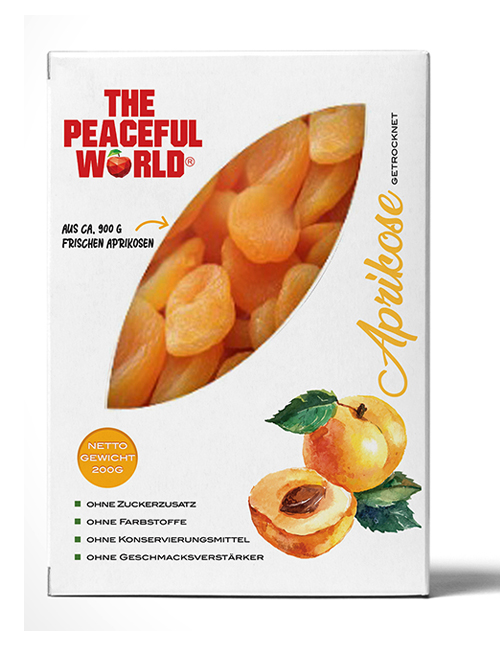 THE
PEACEFUL
WORLD®
AUS CA. 900 G
FRISCHEN APRIKOSEN
Aprikose
GETROCKNET
NETTO
GEWICHT
200G
OHNE ZUCKERZUSATZ
OHNE FARBSTOFFE
OHNE KONSERVIERUNGSMITTEL
OHNE GESCHMACKSVERSTÄRKER